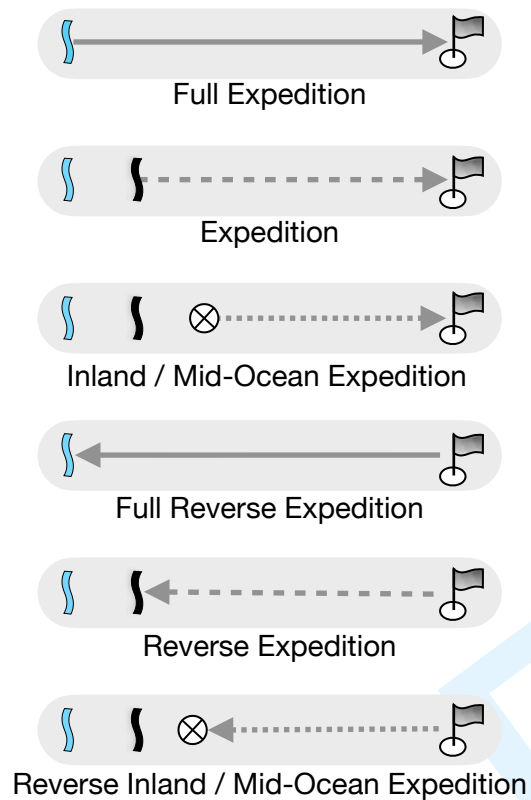 Full Expedition
Expedition
Inland / Mid-Ocean Expedition
Full Reverse Expedition
Reverse Expedition
Reverse Inland / Mid-Ocean Expedition